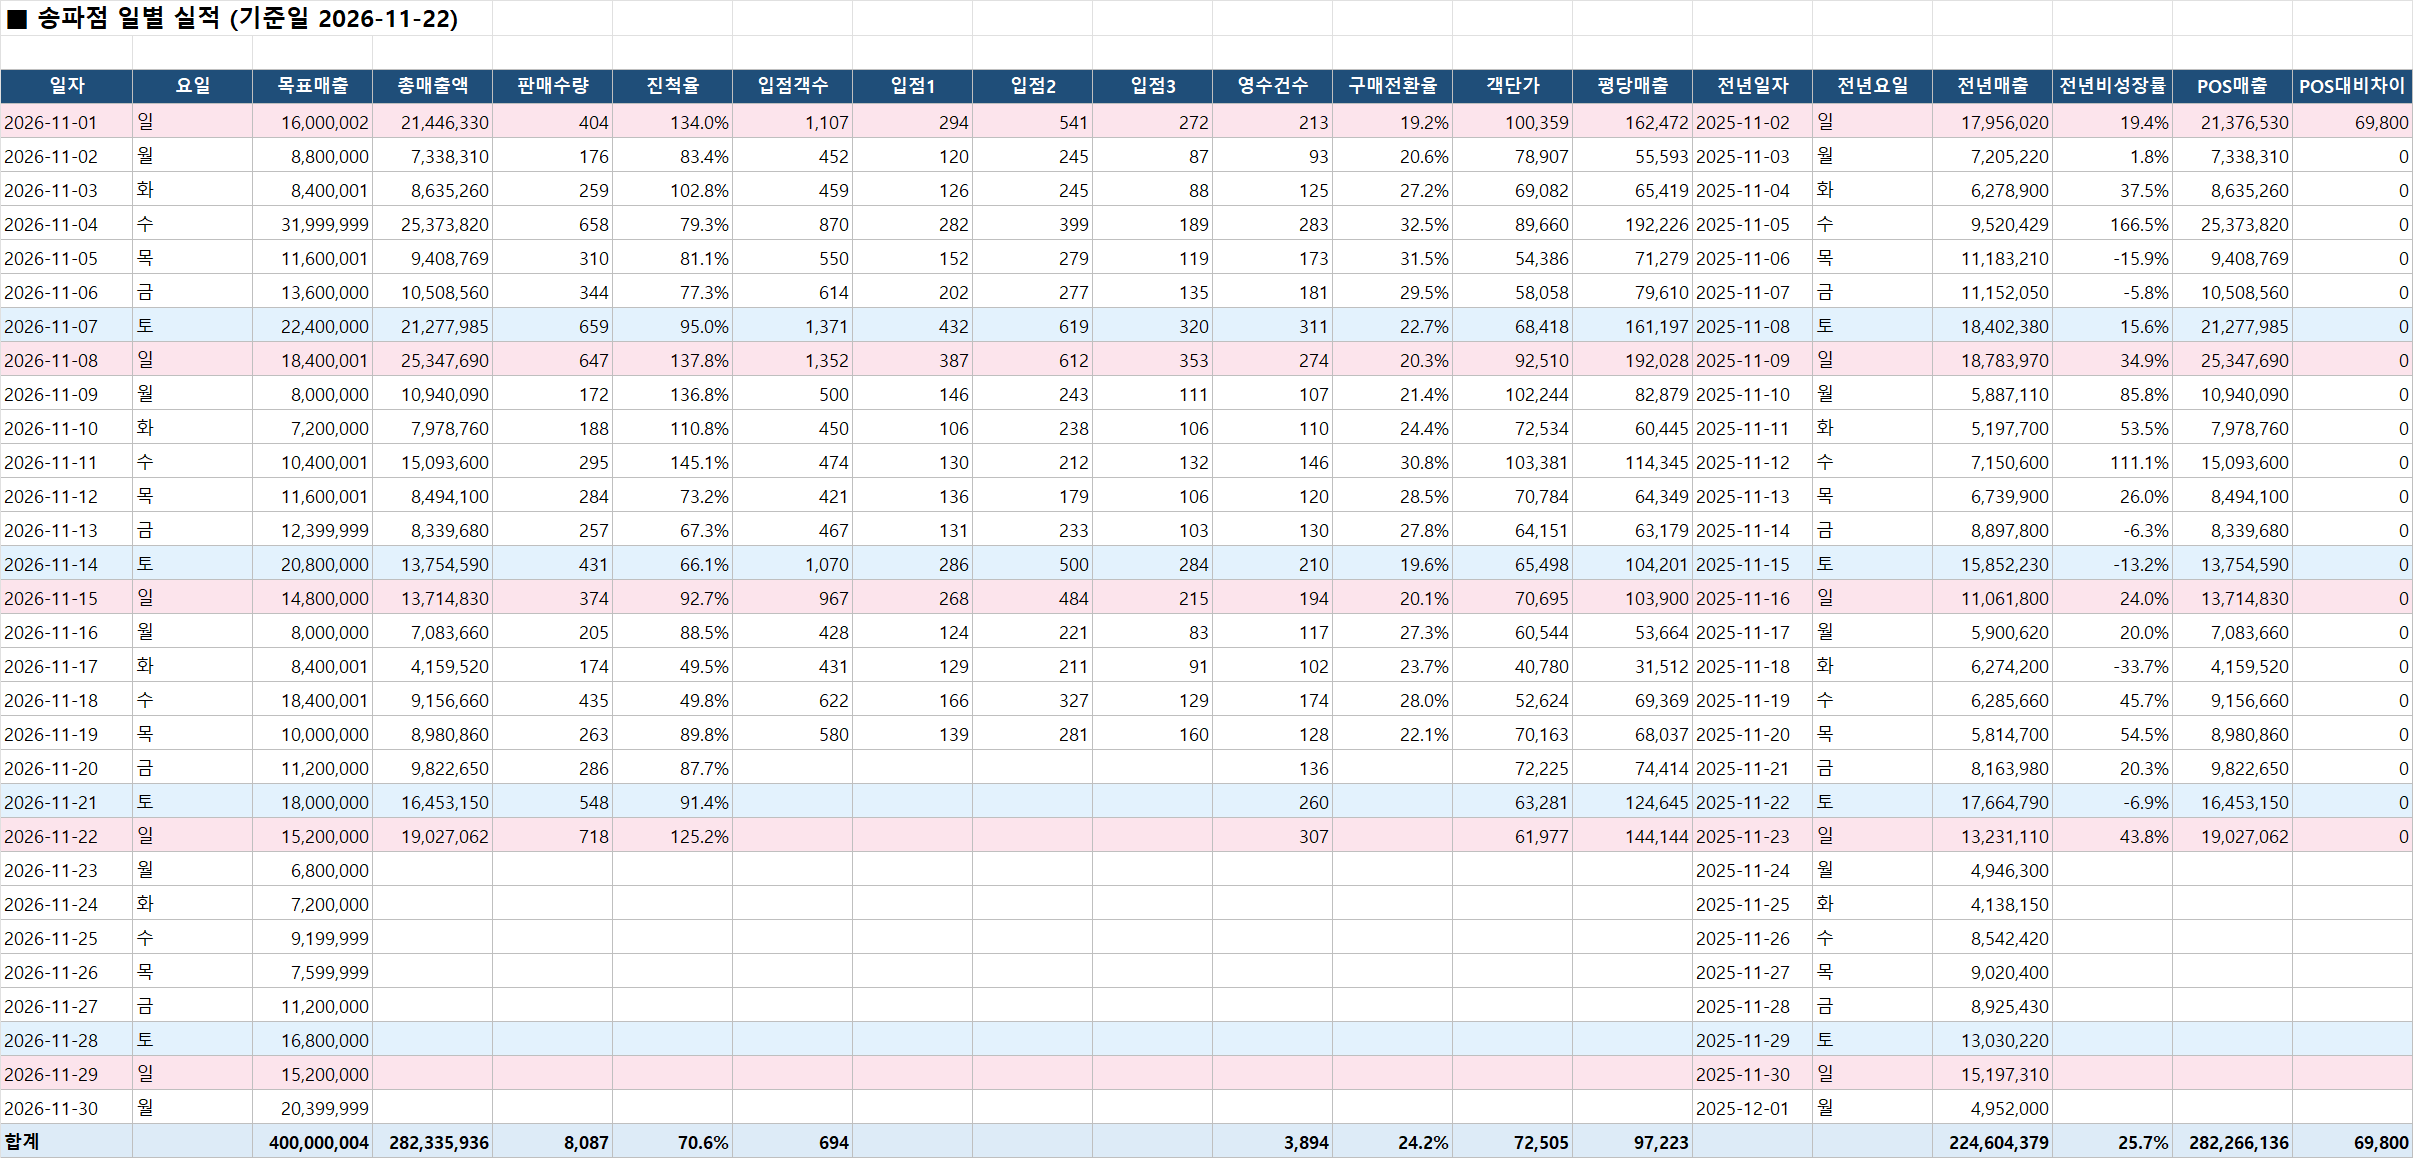 ■ 송파점 일별 실적 (기준일 2026-11-22)
일자 요일 목표매출 총매출액 판매수량 진척율 입점객수 입점1 입점2 입점3 영수건수 구매전환율 객단가 평당매출 전년일자 전년요일 전년매출 전년비성장률 POS매출 POS대비차이
2026-11-01 일 16,000,002 21,446,330 404 134.0% 1,107 294 541 272 213 19.2% 100,359 162,472 2025-11-02 일 17,956,020 19.4% 21,376,530 69,800
2026-11-02 월 8,800,000 7,338,310 176 83.4% 452 120 245 87 93 20.6% 78,907 55,593 2025-11-03 월 7,205,220 1.8% 7,338,310 0
2026-11-03 화 8,400,001 8,635,260 259 102.8% 459 126 245 88 125 27.2% 69,082 65,419 2025-11-04 화 6,278,900 37.5% 8,635,260 0
2026-11-04 수 31,999,999 25,373,820 658 79.3% 870 282 399 189 283 32.5% 89,660 192,226 2025-11-05 수 9,520,429 166.5% 25,373,820 0
2026-11-05 목 11,600,001 9,408,769 310 81.1% 550 152 279 119 173 31.5% 54,386 71,279 2025-11-06 목 11,183,210 -15.9% 9,408,769 0
2026-11-06 금 13,600,000 10,508,560 344 77.3% 614 202 277 135 181 29.5% 58,058 79,610 2025-11-07 금 11,152,050 -5.8% 10,508,560 0
2026-11-07 토 22,400,000 21,277,985 659 95.0% 1,371 432 619 320 311 22.7% 68,418 161,197 2025-11-08 토 18,402,380 15.6% 21,277,985 0
2026-11-08 일 18,400,001 25,347,690 647 137.8% 1,352 387 612 353 274 20.3% 92,510 192,028 2025-11-09 일 18,783,970 34.9% 25,347,690 0
2026-11-09 월 8,000,000 10,940,090 172 136.8% 500 146 243 111 107 21.4% 102,244 82,879 2025-11-10 월 5,887,110 85.8% 10,940,090 0
2026-11-10 화 7,200,000 7,978,760 188 110.8% 450 106 238 106 110 24.4% 72,534 60,445 2025-11-11 화 5,197,700 53.5% 7,978,760 0
2026-11-11 수 10,400,001 15,093,600 295 145.1% 474 130 212 132 146 30.8% 103,381 114,345 2025-11-12 수 7,150,600 111.1% 15,093,600 0
2026-11-12 목 11,600,001 8,494,100 284 73.2% 421 136 179 106 120 28.5% 70,784 64,349 2025-11-13 목 6,739,900 26.0% 8,494,100 0
2026-11-13 금 12,399,999 8,339,680 257 67.3% 467 131 233 103 130 27.8% 64,151 63,179 2025-11-14 금 8,897,800 -6.3% 8,339,680 0
2026-11-14 토 20,800,000 13,754,590 431 66.1% 1,070 286 500 284 210 19.6% 65,498 104,201 2025-11-15 토 15,852,230 -13.2% 13,754,590 0
2026-11-15 일 14,800,000 13,714,830 374 92.7% 967 268 484 215 194 20.1% 70,695 103,900 2025-11-16 일 11,061,800 24.0% 13,714,830 0
2026-11-16 월 8,000,000 7,083,660 205 88.5% 428 124 221 83 117 27.3% 60,544 53,664 2025-11-17 월 5,900,620 20.0% 7,083,660 0
2026-11-17 화 8,400,001 4,159,520 174 49.5% 431 129 211 91 102 23.7% 40,780 31,512 2025-11-18 화 6,274,200 -33.7% 4,159,520 0
2026-11-18 수 18,400,001 9,156,660 435 49.8% 622 166 327 129 174 28.0% 52,624 69,369 2025-11-19 수 6,285,660 45.7% 9,156,660 0
2026-11-19 목 10,000,000 8,980,860 263 89.8% 580 139 281 160 128 22.1% 70,163 68,037 2025-11-20 목 5,814,700 54.5% 8,980,860 0
2026-11-20 금 11,200,000 9,822,650 286 87.7% 136 72,225 74,414 2025-11-21 금 8,163,980 20.3% 9,822,650 0
2026-11-21 토 18,000,000 16,453,150 548 91.4% 260 63,281 124,645 2025-11-22 토 17,664,790 -6.9% 16,453,150 0
2026-11-22 일 15,200,000 19,027,062 718 125.2% 307 61,977 144,144 2025-11-23 일 13,231,110 43.8% 19,027,062 0
2026-11-23 월 6,800,000 2025-11-24 월 4,946,300
2026-11-24 화 7,200,000 2025-11-25 화 4,138,150
2026-11-25 수 9,199,999 2025-11-26 수 8,542,420
2026-11-26 목 7,599,999 2025-11-27 목 9,020,400
2026-11-27 금 11,200,000 2025-11-28 금 8,925,430
2026-11-28 토 16,800,000 2025-11-29 토 13,030,220
2026-11-29 일 15,200,000 2025-11-30 일 15,197,310
2026-11-30 월 20,399,999 2025-12-01 월 4,952,000
합계 400,000,004 282,335,936 8,087 70.6% 694 3,894 24.2% 72,505 97,223 224,604,379 25.7% 282,266,136 69,800